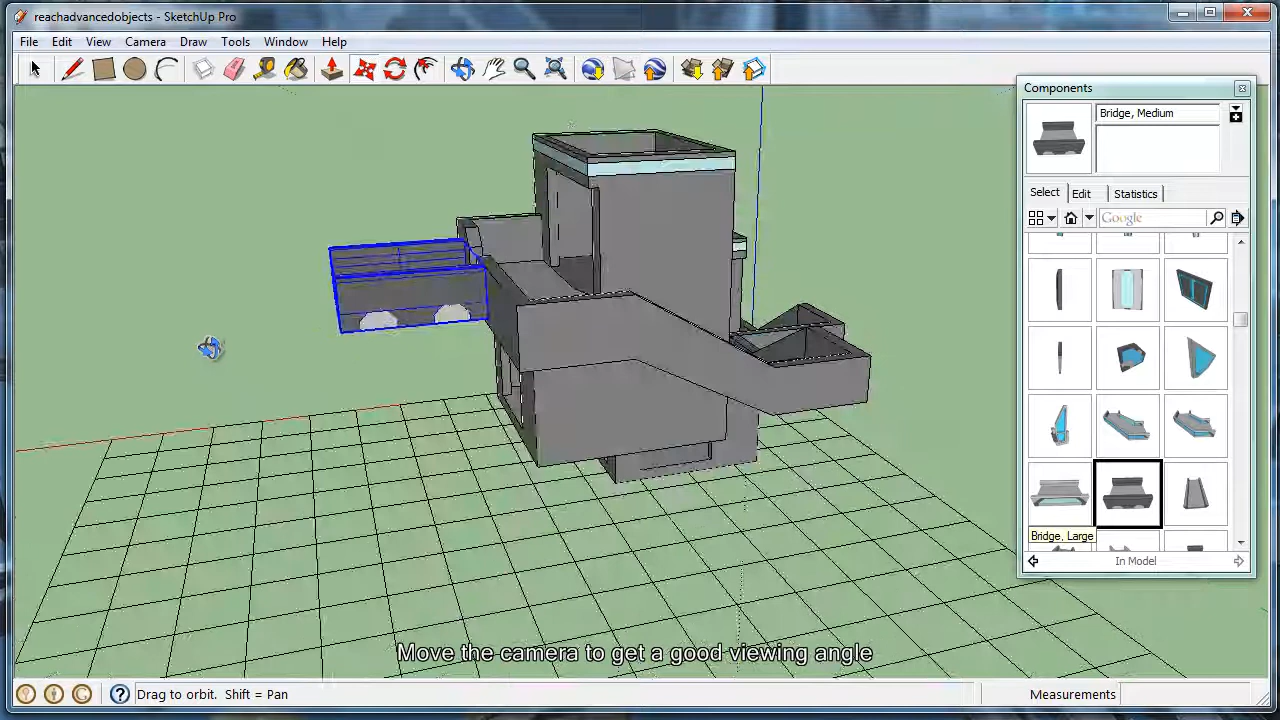 reachadvancedobjects - SketchUp Pro
File Edit View Camera Draw Tools Window Help
Components
Bridge, Medium
Select Edit Statistics
Google
Bridge, Large
In Model
Move the camera to get a good viewing angle
Drag to orbit. Shift = Pan
Measurements